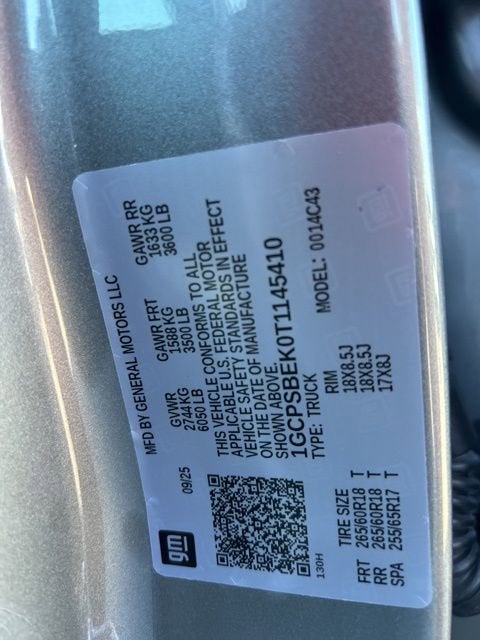 gm
09/25
MFD BY GENERAL MOTORS LLC
GVWR GAWR FRT GAWR RR
2744 KG 1588 KG 1633 KG
6050 LB 3500 LB 3600 LB
THIS VEHICLE CONFORMS TO ALL
APPLICABLE U.S. FEDERAL MOTOR
VEHICLE SAFETY STANDARDS IN EFFECT
ON THE DATE OF MANUFACTURE
SHOWN ABOVE.
1GCPSBEK0T1145410
TYPE: TRUCK MODEL: 0014C43
130H
TIRE SIZE RIM
FRT 265/60R18 T 18X8.5J
RR 265/60R18 T 18X8.5J
SPA 255/65R17 T 17X8J